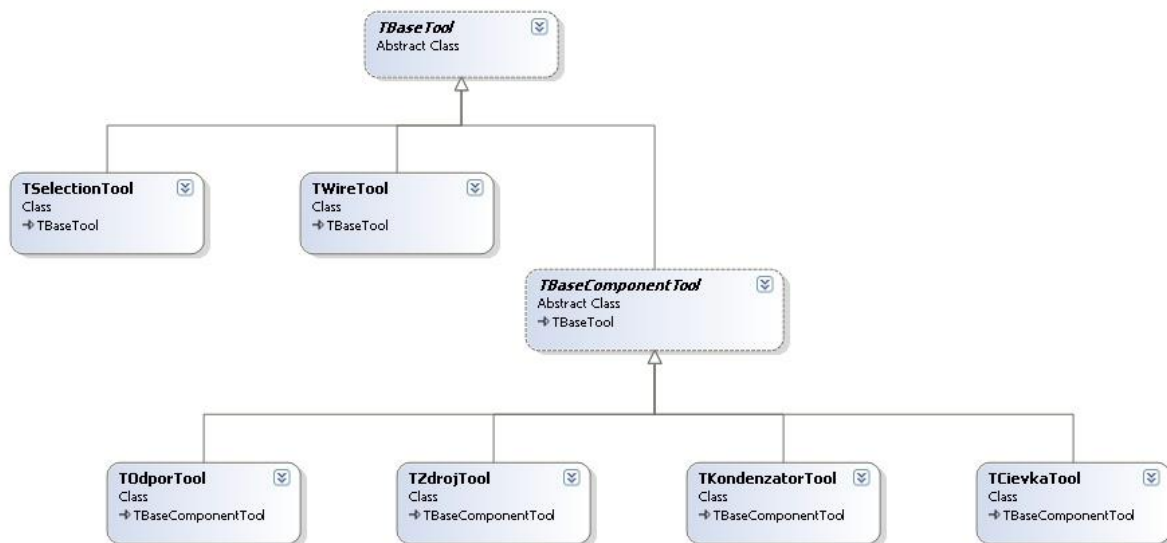 TBaseTool
Abstract Class
TSelectionTool
Class
TBaseTool
TWireTool
Class
TBaseTool
TBaseComponentTool
Abstract Class
TBaseTool
TOdporTool
Class
TBaseComponentTool
TZdrojTool
Class
TBaseComponentTool
TKondenzatorTool
Class
TBaseComponentTool
TCievkaTool
Class
TBaseComponentTool